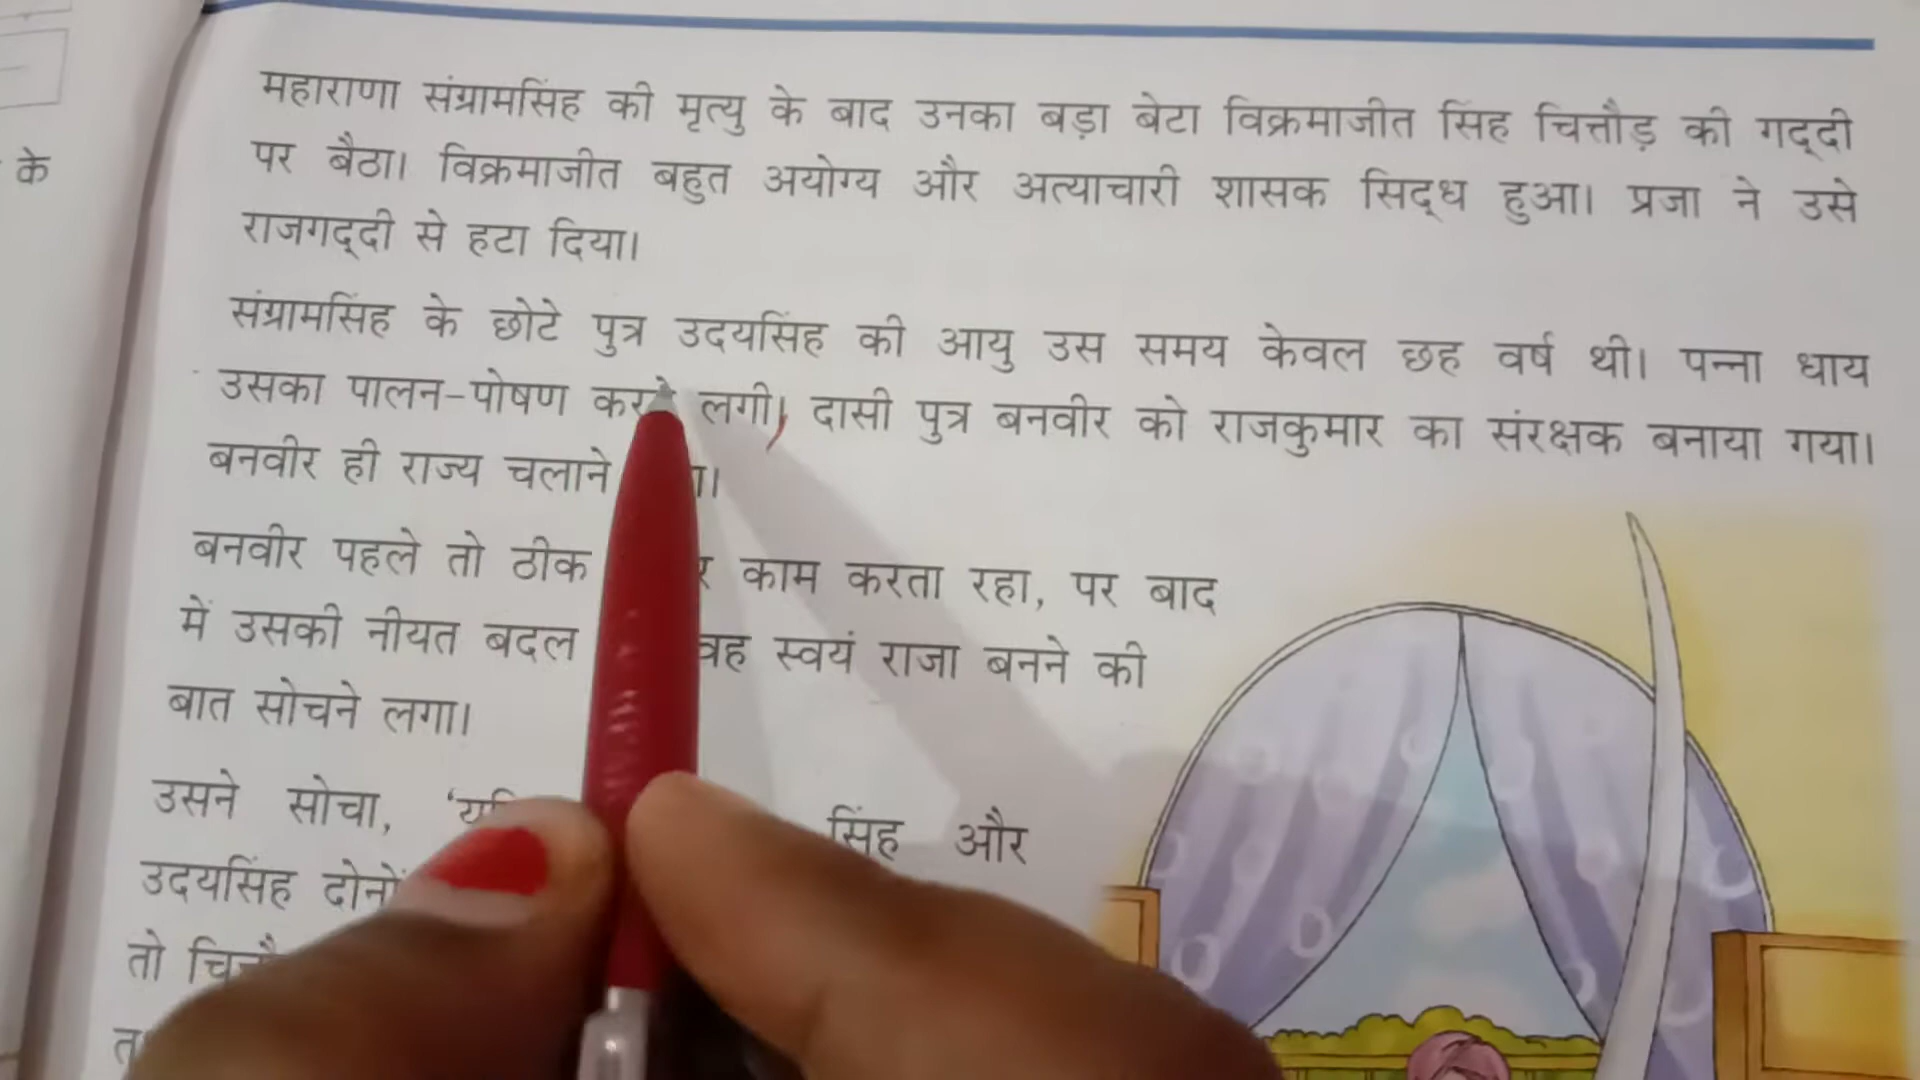 के
महाराणा संग्रामसिंह की मृत्यु के बाद उनका बड़ा बेटा विक्रमाजीत सिंह चित्तौड़ की गद्‌दी
पर बैठा। विक्रमाजीत बहुत अयोग्य और अत्याचारी शासक सिद्‌ध हुआ। प्रजा ने उसे
राजगद्‌दी से हटा दिया।
संग्रामसिंह के छोटे पुत्र उदयसिंह की आयु उस समय केवल छह वर्ष थी। पन्ना धाय
उसका पालन-पोषण लगी। दासी पुत्र बनवीर को राजकुमार का संरक्षक बनाया गया।
बनवीर ही राज्य चलाने
बनवीर पहले तो ठीक काम करता रहा, पर बाद
में उसकी नीयत बदल वह स्वयं राजा बनने की
बात सोचने लगा।
उसने सोचा, सिंह और
उदयसिंह दोनों
तो